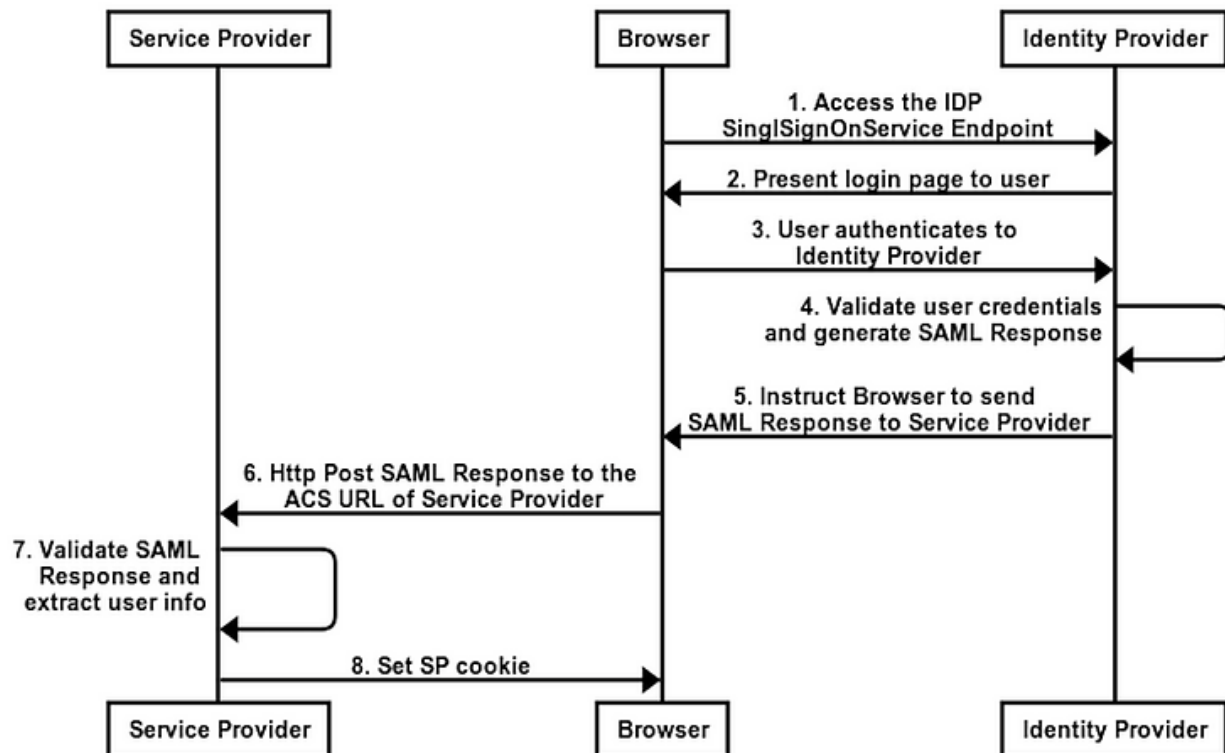 Service Provider
Browser
Identity Provider
1. Access the IDP
SinglSignOnService Endpoint
2. Present login page to user
3. User authenticates to
Identity Provider
4. Validate user credentials
and generate SAML Response
5. Instruct Browser to send
SAML Response to Service Provider
6. Http Post SAML Response to the
ACS URL of Service Provider
7. Validate SAML
Response and
extract user info
8. Set SP cookie
Service Provider
Browser
Identity Provider